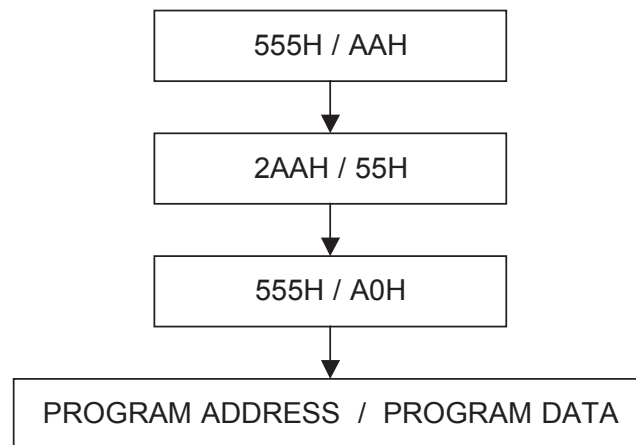 555H / AAH
2AAH / 55H
555H / A0H
PROGRAM ADDRESS / PROGRAM DATA